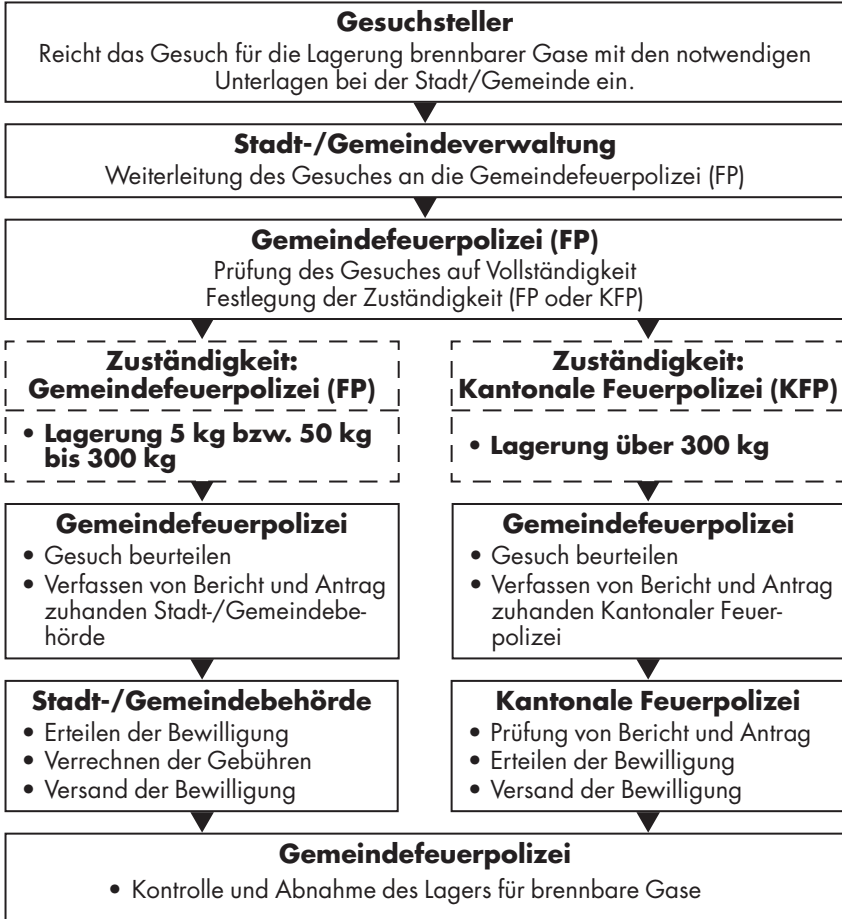 Gesuchsteller
Reicht das Gesuch für die Lagerung brennbarer Gase mit den notwendigen
Unterlagen bei der Stadt/Gemeinde ein.
Stadt-/Gemeindeverwaltung
Weiterleitung des Gesuches an die Gemeindefeuerpolizei (FP)
Gemeindefeuerpolizei (FP)
Prüfung des Gesuches auf Vollständigkeit
Festlegung der Zuständigkeit (FP oder KFP)
Zuständigkeit:
Gemeindefeuerpolizei (FP)
• Lagerung 5 kg bzw. 50 kg
bis 300 kg
Zuständigkeit:
Kantonale Feuerpolizei (KFP)
• Lagerung über 300 kg
Gemeindefeuerpolizei
• Gesuch beurteilen
• Verfassen von Bericht und Antrag
zuhanden Stadt-/Gemeindebe-
hörde
Gemeindefeuerpolizei
• Gesuch beurteilen
• Verfassen von Bericht und Antrag
zuhanden Kantonaler Feuer-
polizei
Stadt-/Gemeindebehörde
• Erteilen der Bewilligung
• Verrechnen der Gebühren
• Versand der Bewilligung
Kantonale Feuerpolizei
• Prüfung von Bericht und Antrag
• Erteilen der Bewilligung
• Versand der Bewilligung
Gemeindefeuerpolizei
• Kontrolle und Abnahme des Lagers für brennbare Gase